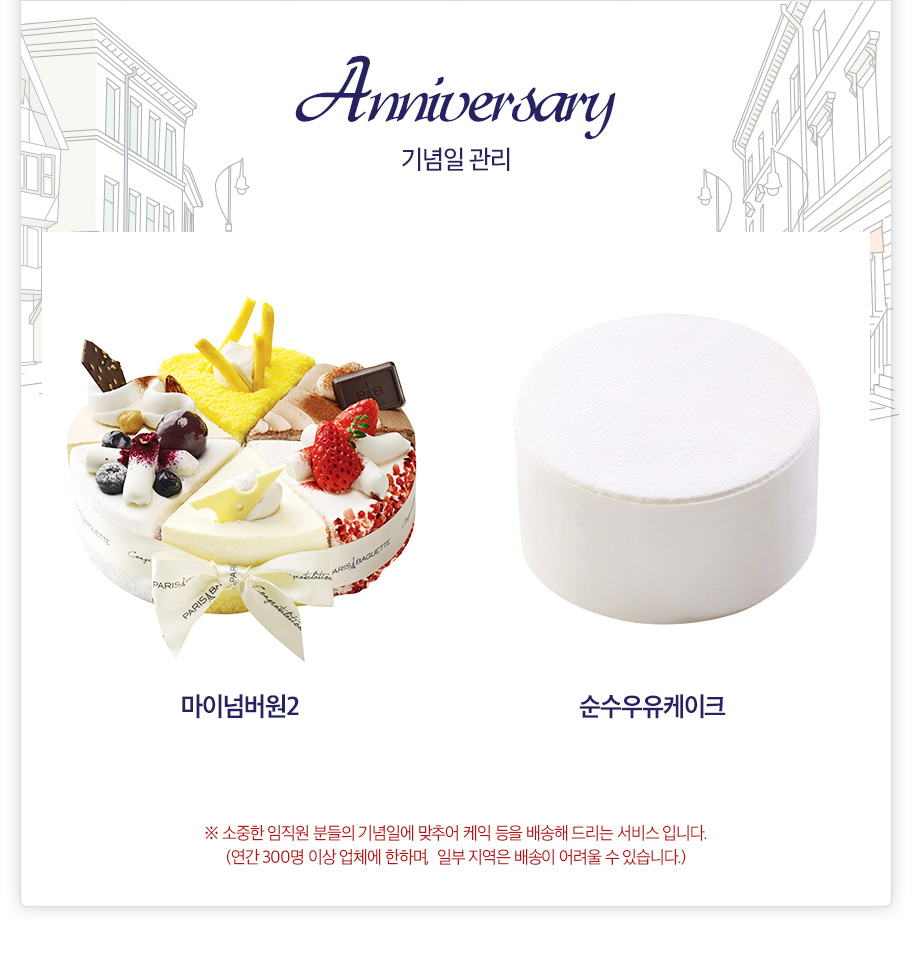 Anniversary
기념일 관리
PARIS BAGUETTE
PARIS
Congratulation
마이넘버원2
순수우유케이크
※ 소중한 임직원 분들의 기념일에 맞추어 케익 등을 배송해 드리는 서비스 입니다.
(연간 300명 이상 업체에 한하며, 일부 지역은 배송이 어려울 수 있습니다.)